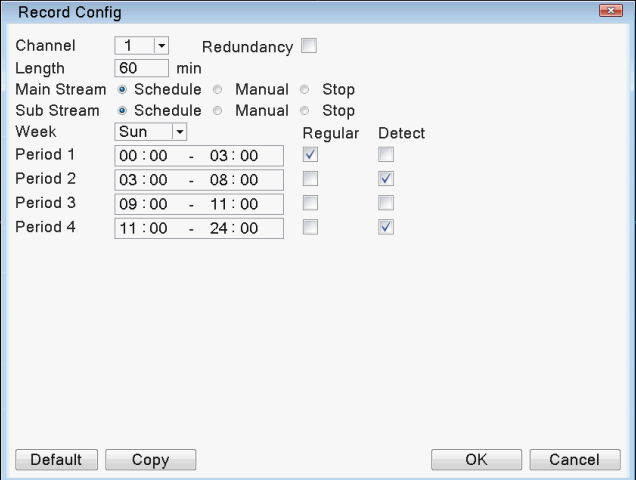 Record Config
Channel 1 Redundancy
Length 60 min
Main Stream Schedule Manual Stop
Sub Stream Schedule Manual Stop
Week Sun Regular Detect
Period 1 00:00 - 03:00
Period 2 03:00 - 08:00
Period 3 09:00 - 11:00
Period 4 11:00 - 24:00
Default Copy OK Cancel